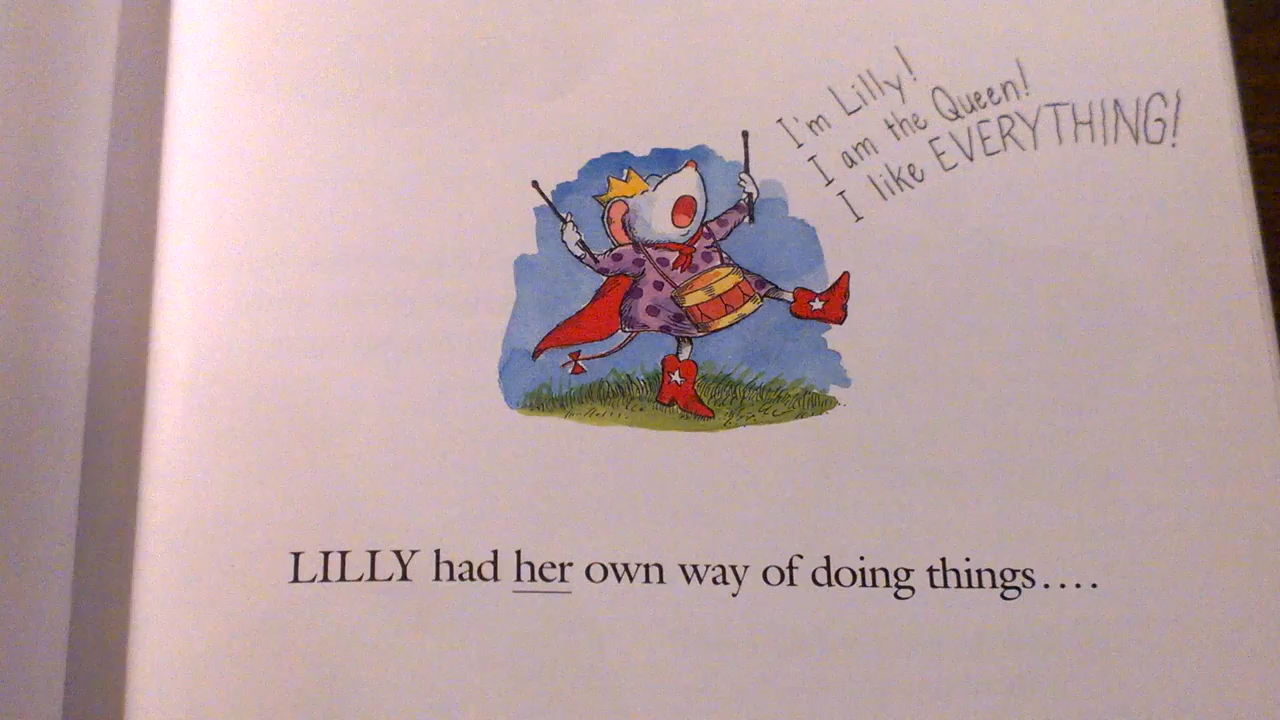 I'm Lilly!
I am the Queen!
I like EVERYTHING!
LILLY had her own way of doing things....